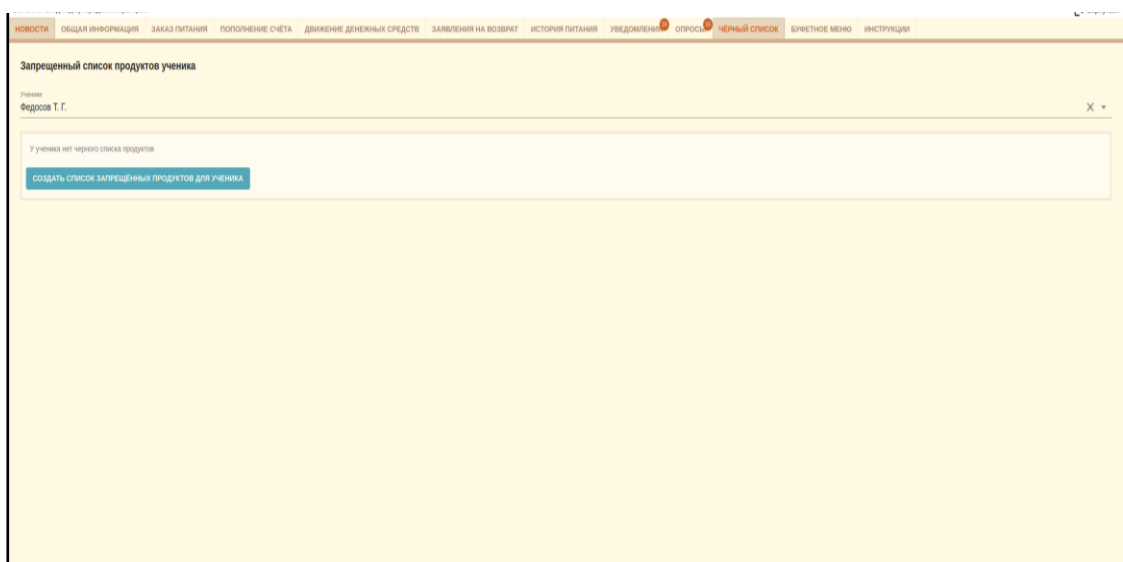 НОВОСТИ ОБЩАЯ ИНФОРМАЦИЯ ЗАКАЗ ПИТАНИЯ ПОПОЛНЕНИЕ СЧЁТА ДВИЖЕНИЕ ДЕНЕЖНЫХ СРЕДСТВ ЗАЯВЛЕНИЯ НА ВОЗВРАТ ИСТОРИЯ ПИТАНИЯ УВЕДОМЛЕНИЯ ОПРОСЫ ЧЁРНЫЙ СПИСОК БУФЕТНОЕ МЕНЮ ИНСТРУКЦИИ
Запрещенный список продуктов ученика
Ученики
Федосов Т. Г.
У ученика нет черного списка продуктов
СОЗДАТЬ СПИСОК ЗАПРЕЩЁННЫХ ПРОДУКТОВ ДЛЯ УЧЕНИКА